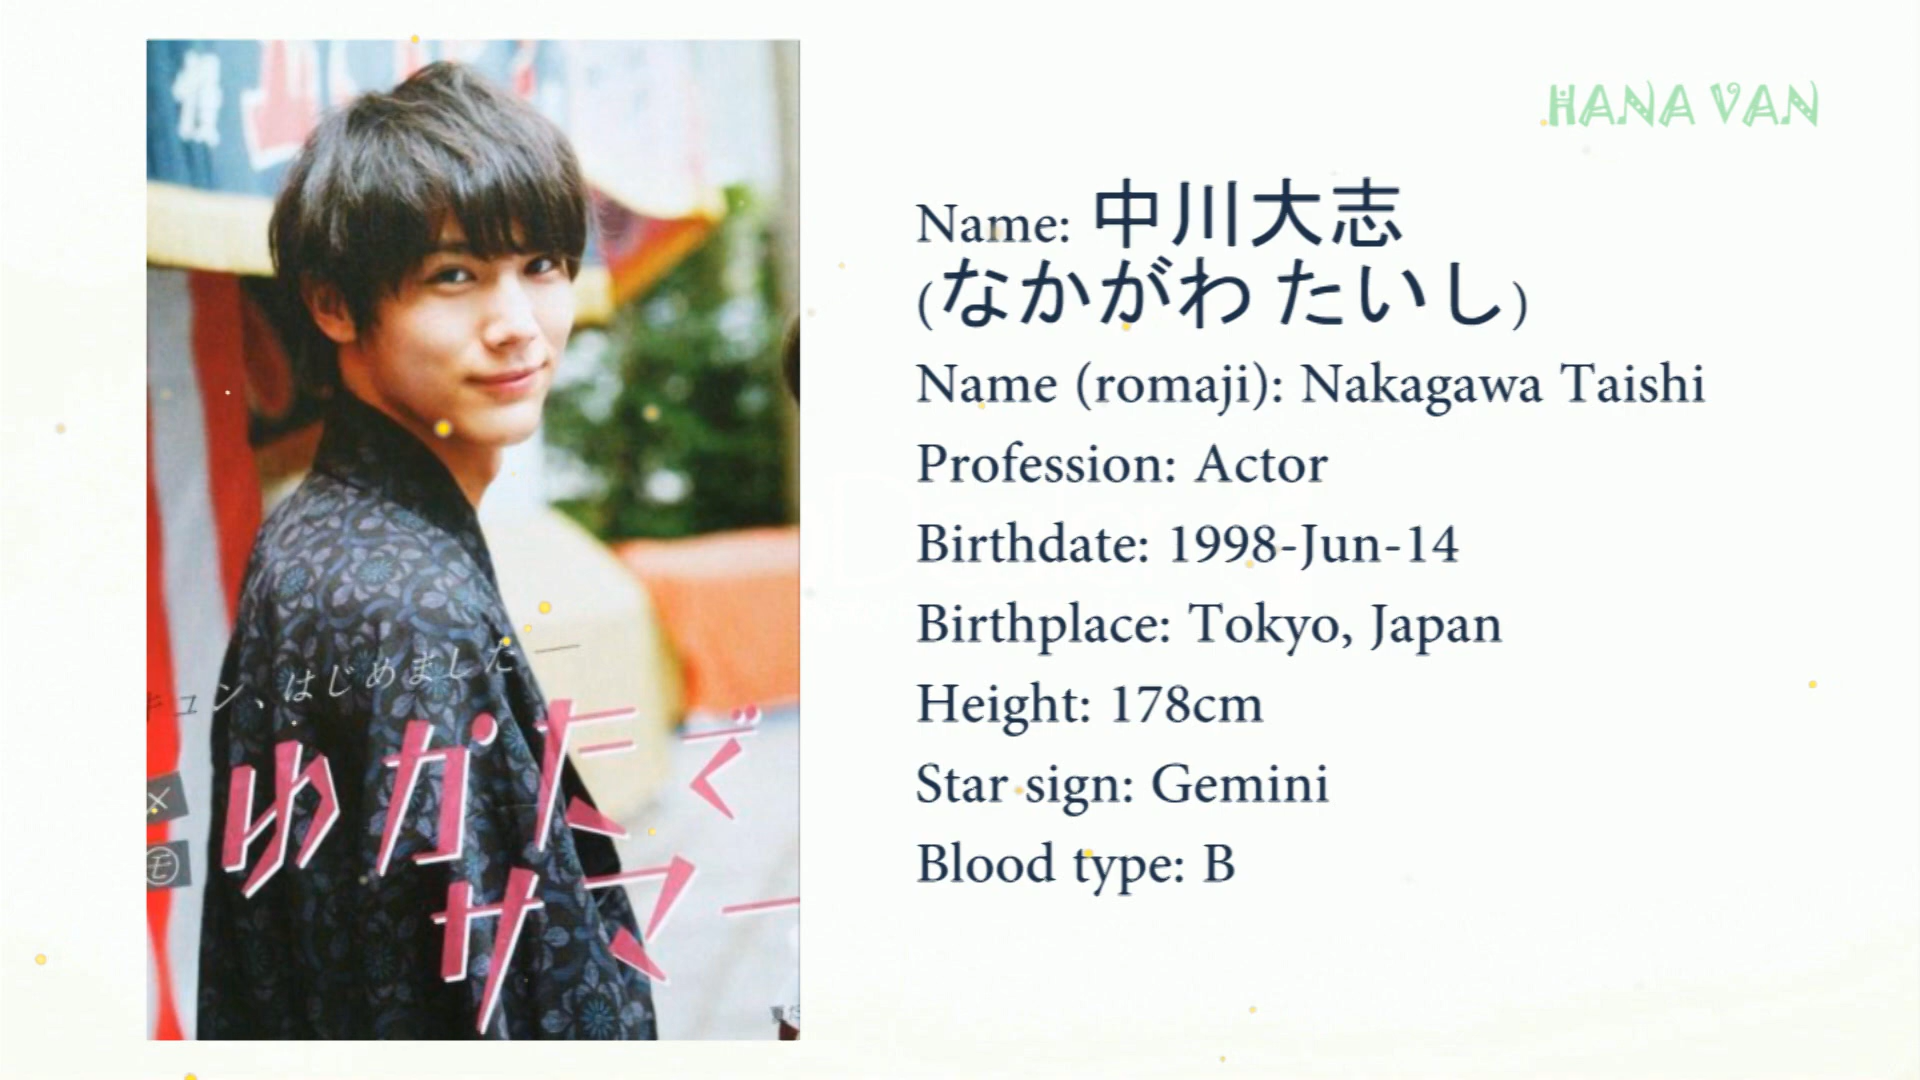 HANA VAN
Name: 中川大志
(なかがわ たいし)
Name (romaji): Nakagawa Taishi
Profession: Actor
Birthdate: 1998-Jun-14
Birthplace: Tokyo, Japan
Height: 178cm
Star sign: Gemini
Blood type: B
キュン、はじめました―
ゆかたで
サマー
×
モ